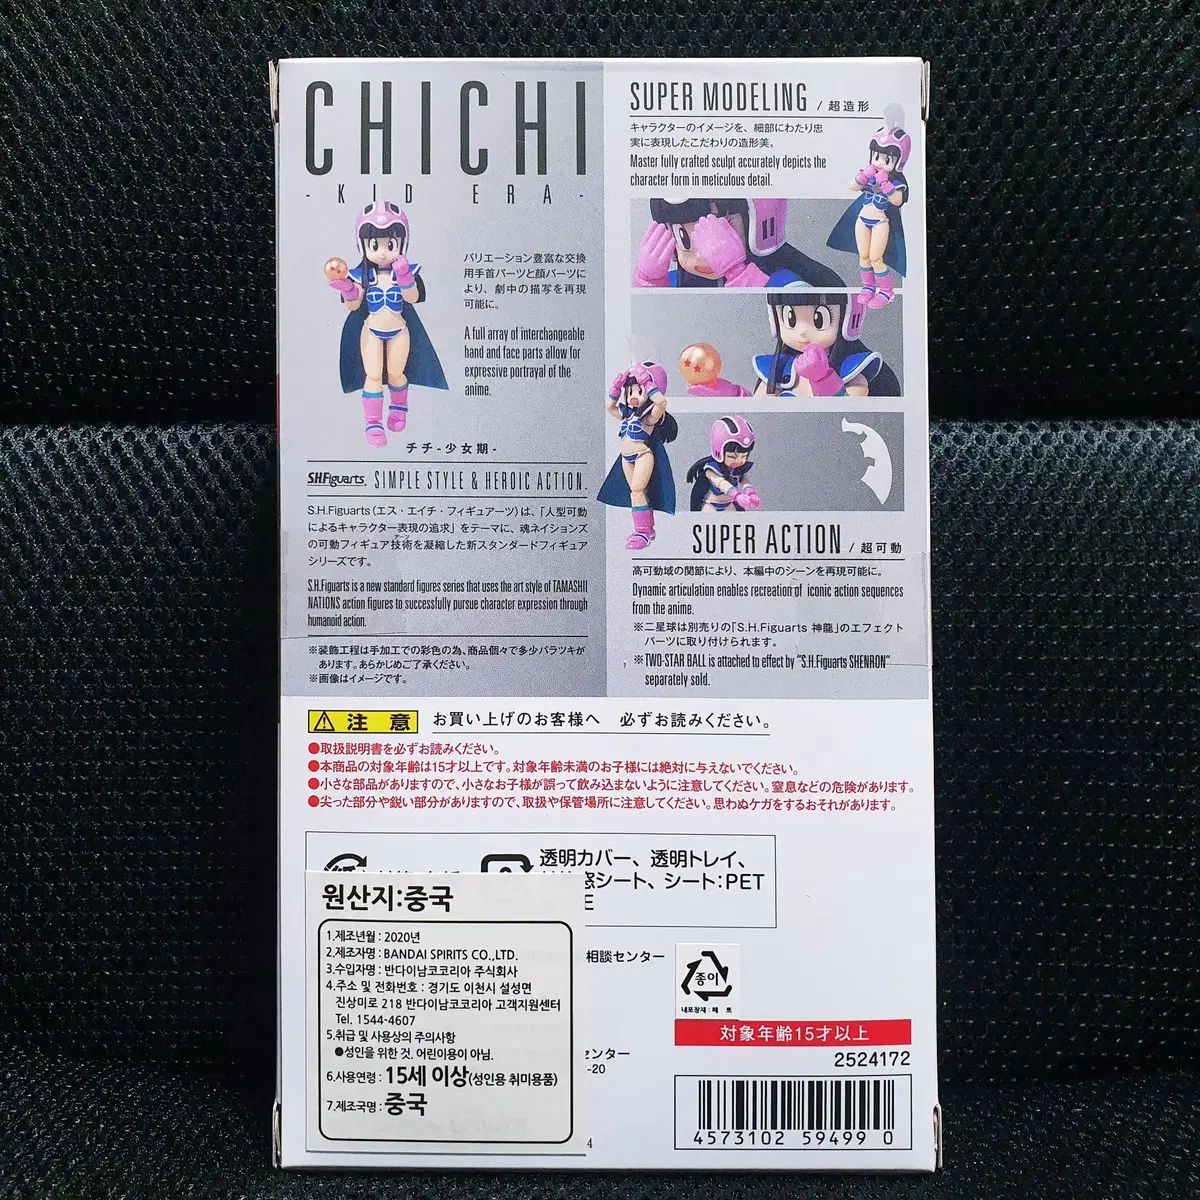 CHICHI
- KID ERA -
バリエーション豊富な交換
用手首パーツと顔パーツに
より、劇中の描写を再現
可能に。
A full array of interchangeable
hand and face parts allow for
expressive portrayal of the
anime.
チチ-少女期-
S.H.Figuarts. SIMPLE STYLE & HEROIC ACTION.
S.H.Figuarts(エス・エイチ・フィギュアーツ)は、「人型可動
によるキャラクター表現の追求」をテーマに、魂ネイションズ
の可動フィギュア技術を凝縮した新スタンダードフィギュア
シリーズです。
S.H.Figuarts is a new standard figures series that uses the art style of TAMASHII
NATIONS action figures to successfully pursue character expression through
humanoid action.
※装飾工程は手加工での彩色の為、商品個々で多少バラツキが
あります。あらかじめご了承ください。
※画像はイメージです。
SUPER MODELING / 超造形
キャラクターのイメージを、細部にわたり忠
実に表現したこだわりの造形美。
Master fully crafted sculpt accurately depicts the
character form in meticulous detail.
SUPER ACTION / 超可動
高可動域の関節により、本編中のシーンを再現可能に。
Dynamic articulation enables recreation of iconic action sequences
from the anime.
※二星球は別売りの「S.H.Figuarts 神龍」のエフェクト
パーツに取り付けられます。
※TWO-STAR BALL is attached to effect by "S.H.Figuarts SHENRON"
separately sold.
注意 お買い上げのお客様へ 必ずお読みください。
●取扱説明書を必ずお読みください。
●本商品の対象年齢は15才以上です。対象年齢未満のお子様には絶対に与えないでください。
●小さな部品がありますので、小さなお子様が誤って飲み込まないように注意してください。窒息などの危険があります。
●尖った部分や鋭い部分がありますので、取扱や保管場所に注意してください。思わぬケガをするおそれがあります。
透明カバー、透明トレイ、
窓シート、シート:PET
E
원산지:중국
1.제조년월 : 2020년
2.제조자명 : BANDAI SPIRITS CO.,LTD.
3.수입자명 : 반다이남코코리아 주식회사
4.주소 및 전화번호 : 경기도 이천시 설성면
진상미로 218 반다이남코코리아 고객지원센터
Tel. 1544-4607
5.취급 및 사용상의 주의사항
●성인을 위한 것. 어린이용이 아님.
6.사용연령 : 15세 이상(성인용 취미용품)
7.제조국명 : 중국
相談センター
センター
-20
4
종이
내포장재 : 페 트
対象年齢15才以上
2524172
4573102 59499 0